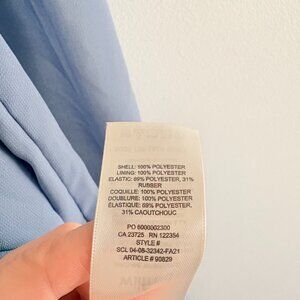 SHELL: 100% POLYESTER
LINING: 100% POLYESTER
ELASTIC: 69% POLYESTER, 31%
RUBBER
COQUILLE: 100% POLYESTER
DOUBLURE: 100% POLYESTER
ÉLASTIQUE: 69% POLYESTER,
31% CAOUTCHOUC
PO 6000002300
CA 23725 RN 122354
STYLE #
SCL 04-08-32342-FA21
ARTICLE # 90829